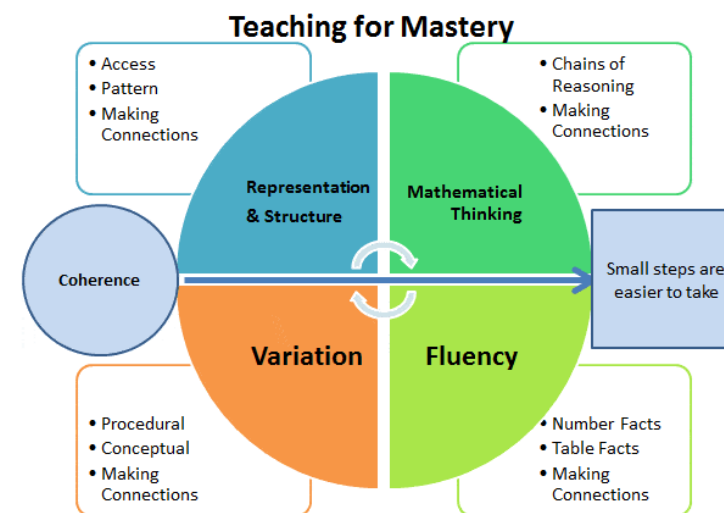 Teaching for Mastery
• Access
• Pattern
• Making
Connections
• Chains of
Reasoning
• Making
Connections
Representation
& Structure
Mathematical
Thinking
Coherence
Small steps are
easier to take
Variation
Fluency
• Procedural
• Conceptual
• Making
Connections
• Number Facts
• Table Facts
• Making
Connections